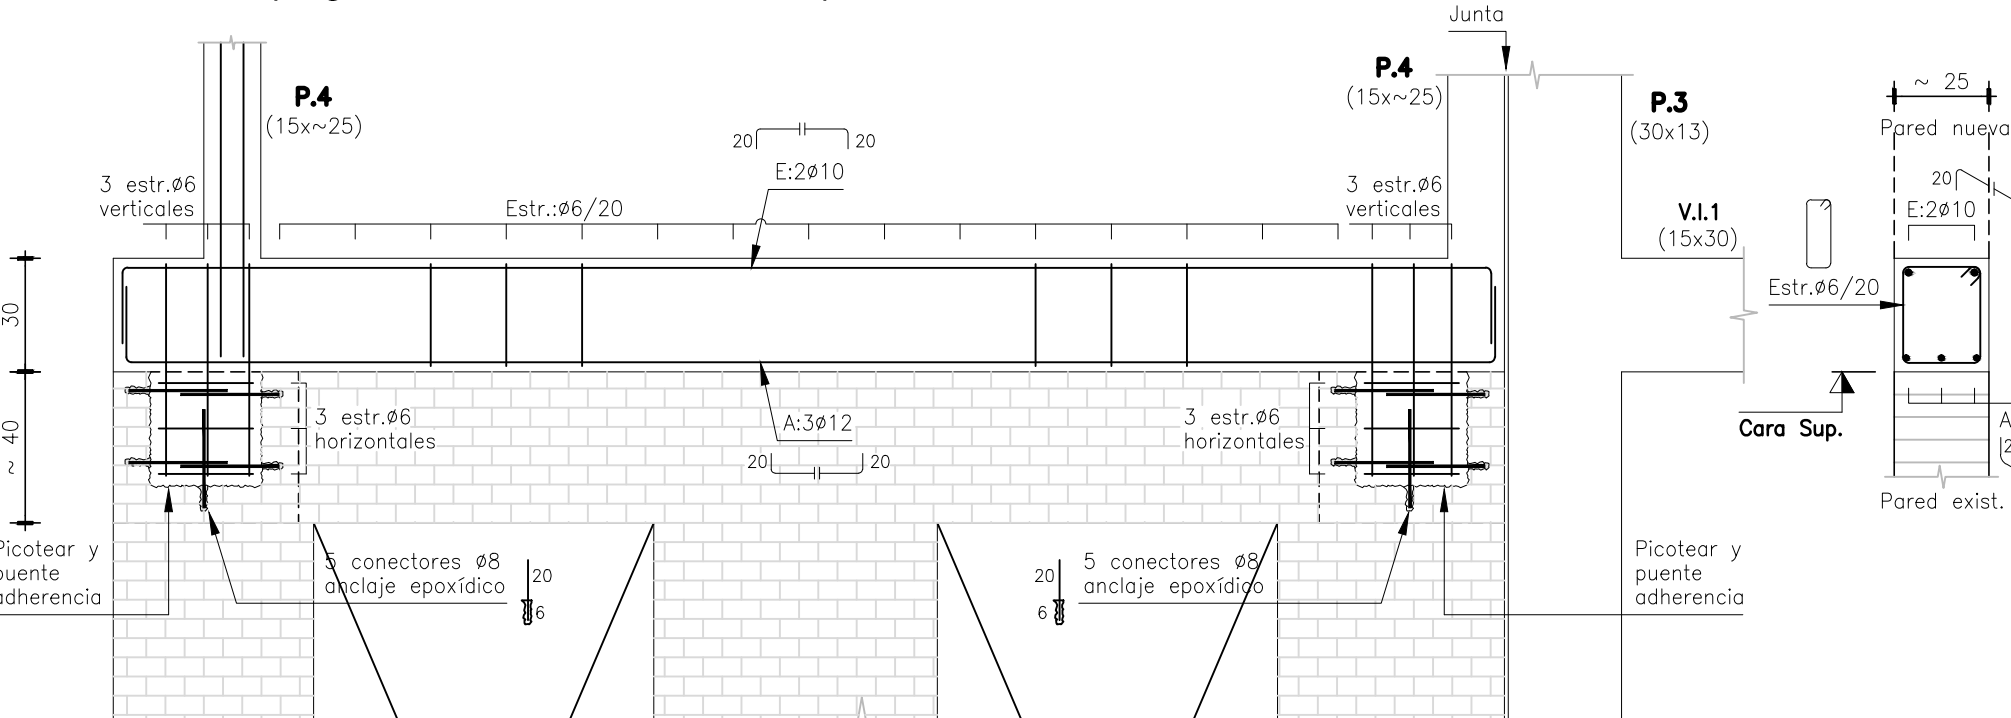 Junta
P.4
(15x~25)
P.4
(15x~25)
P.3
(30x13)
~ 25
Pared nueva
20
20
E:2ø10
3 estr.ø6
verticales
Estr.:ø6/20
3 estr.ø6
verticales
V.I.1
(15x30)
20
E:2ø10
Estr.ø6/20
30
~ 40
3 estr.ø6
horizontales
A:3ø12
20
20
3 estr.ø6
horizontales
Cara Sup.
Pared exist.
Picotear y
puente
adherencia
5 conectores ø8
anclaje epoxídico
20
6
20
6
5 conectores ø8
anclaje epoxídico
Picotear y
puente
adherencia